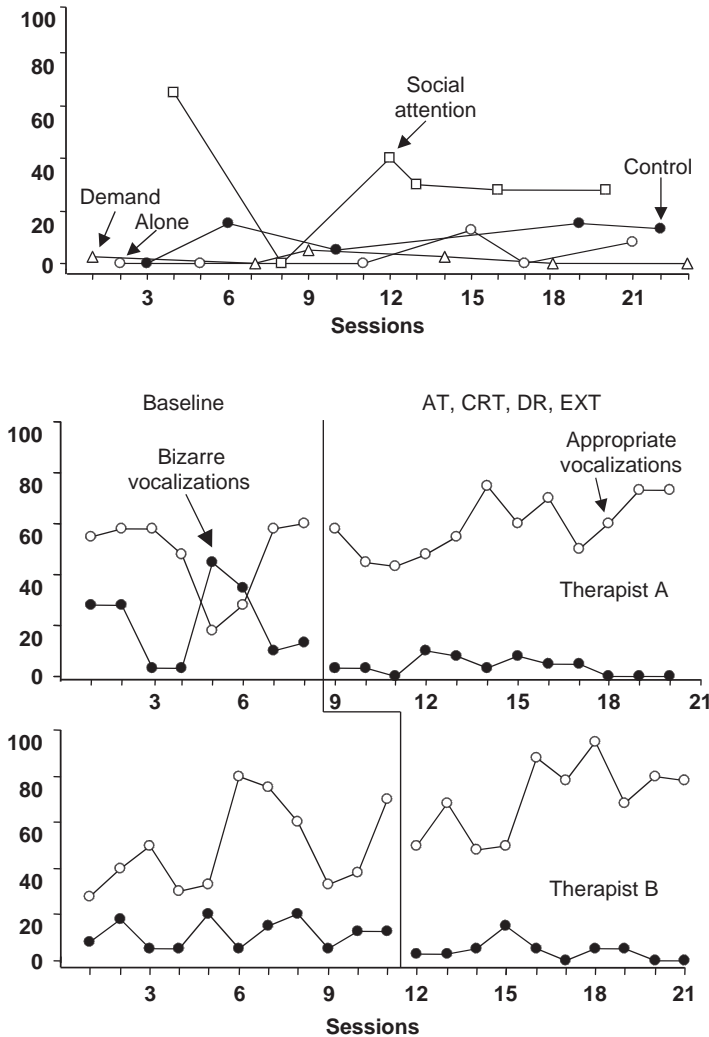 100
80
60
40
20
0
Social
attention
Control
Demand
Alone
3 6 9 12 15 18 21
Sessions
Baseline AT, CRT, DR, EXT
100
80
60
40
20
0
Bizarre
vocalizations
Appropriate
vocalizations
Therapist A
3 6 9 12 15 18 21
100
80
60
40
20
0
Therapist B
3 6 9 12 15 18 21
Sessions